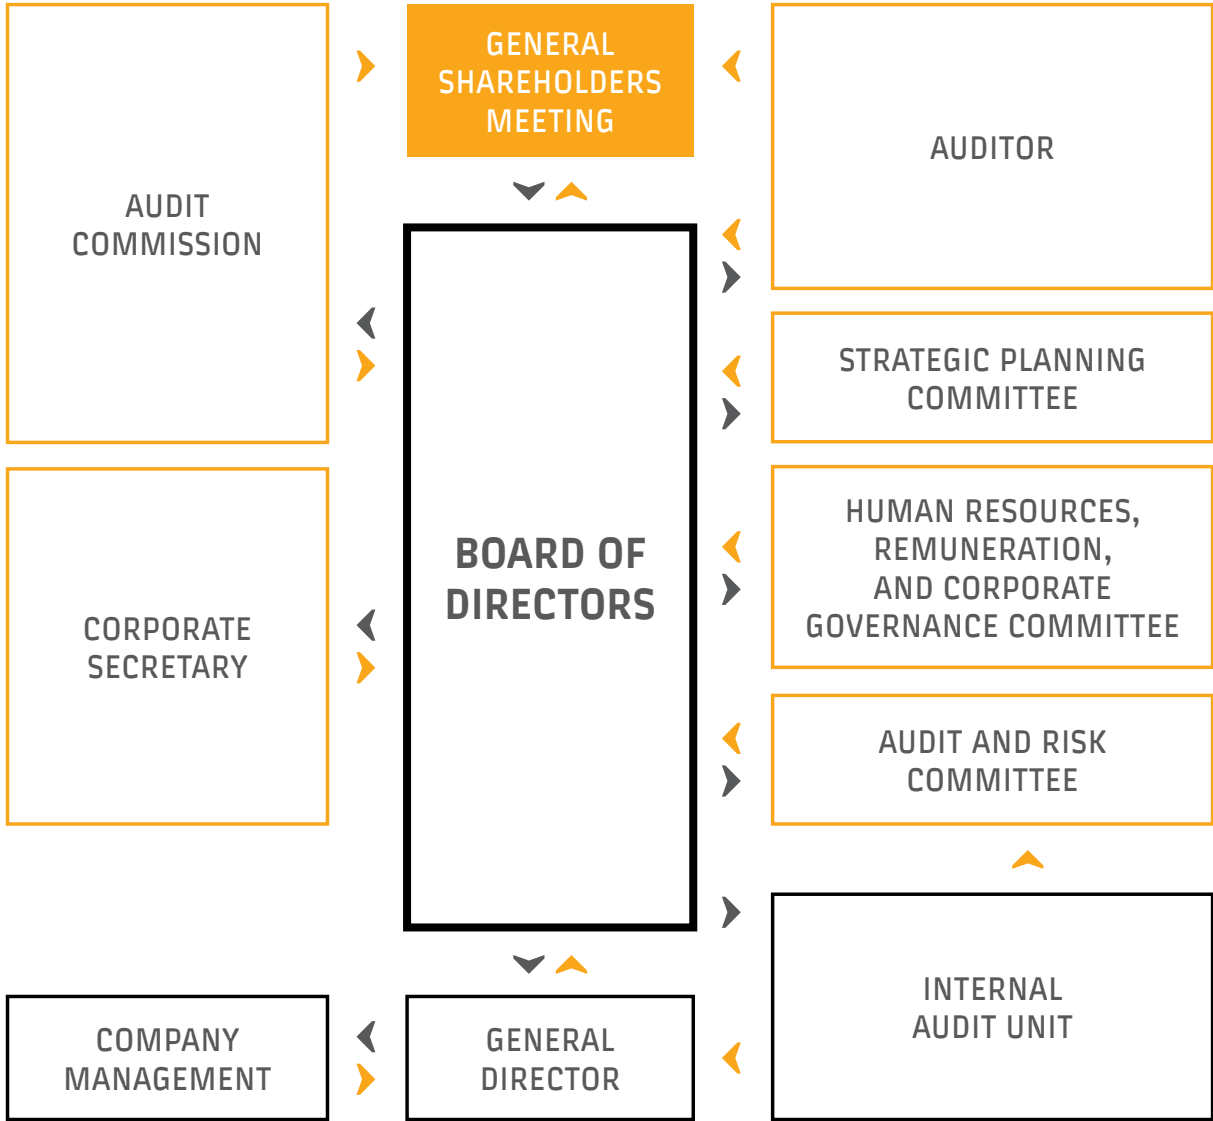 GENERAL
SHAREHOLDERS
MEETING
AUDITOR
AUDIT
COMMISSION
STRATEGIC PLANNING
COMMITTEE
HUMAN RESOURCES,
REMUNERATION,
AND CORPORATE
GOVERNANCE COMMITTEE
BOARD OF
DIRECTORS
CORPORATE
SECRETARY
AUDIT AND RISK
COMMITTEE
INTERNAL
AUDIT UNIT
COMPANY
MANAGEMENT
GENERAL
DIRECTOR